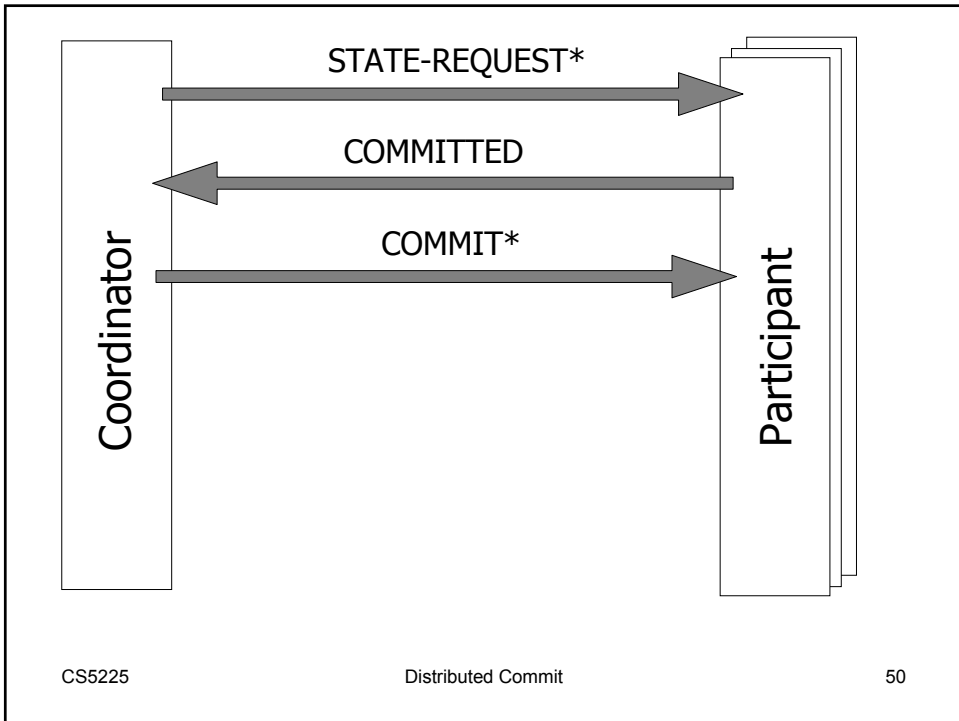 STATE-REQUEST*
COMMITTED
COMMIT*
Coordinator
Participant
CS5225
Distributed Commit
50